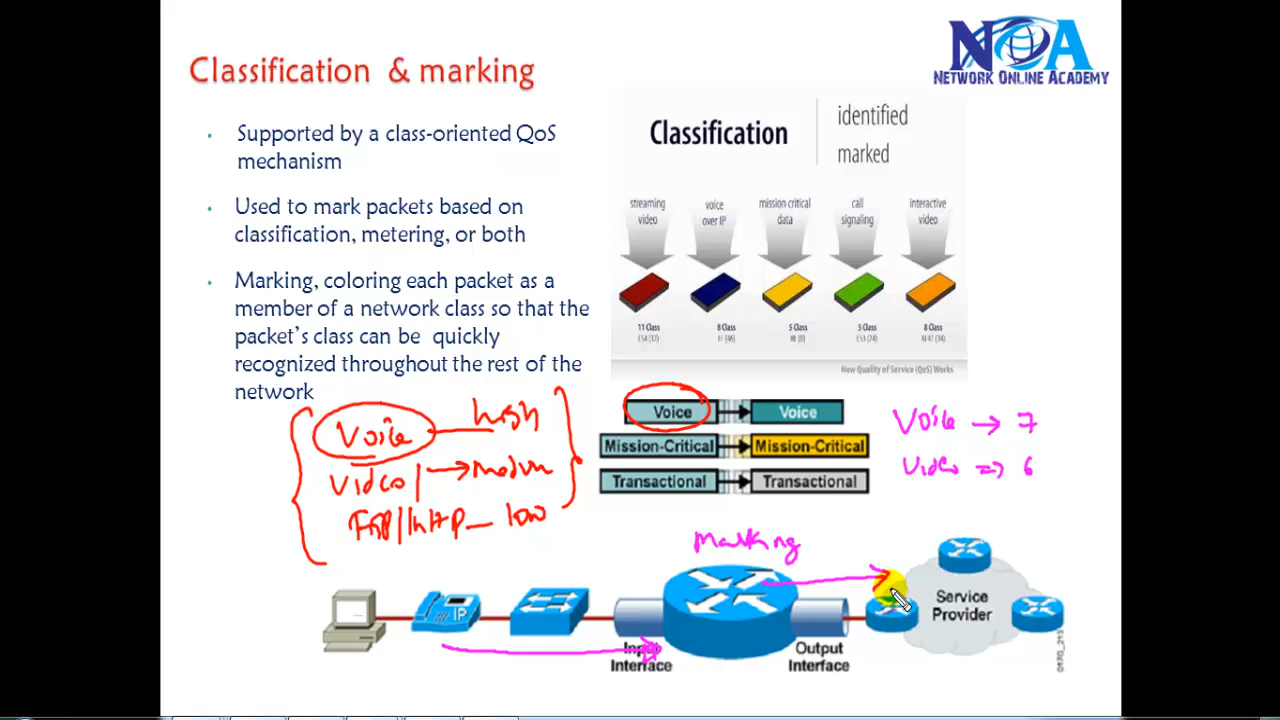 Classification & marking
NOA
NETWORK ONLINE ACADEMY
• Supported by a class-oriented QoS
mechanism
• Used to mark packets based on
classification, metering, or both
• Marking, coloring each packet as a
member of a network class so that the
packet's class can be quickly
recognized throughout the rest of the
network
Classification
identified
marked
streaming
video
voice
over IP
mission critical
data
call
signaling
interactive
video
11 Class
8 Class
5 Class
5 Class
8 Class
How Quality of Service (QoS) Works
Voice high
Video → medium
FTP/http – low
Voice Voice
Mission-Critical Mission-Critical
Transactional Transactional
Voice → 7
Video => 6
Marking
IP
Input
Interface
Output
Interface
Service
Provider